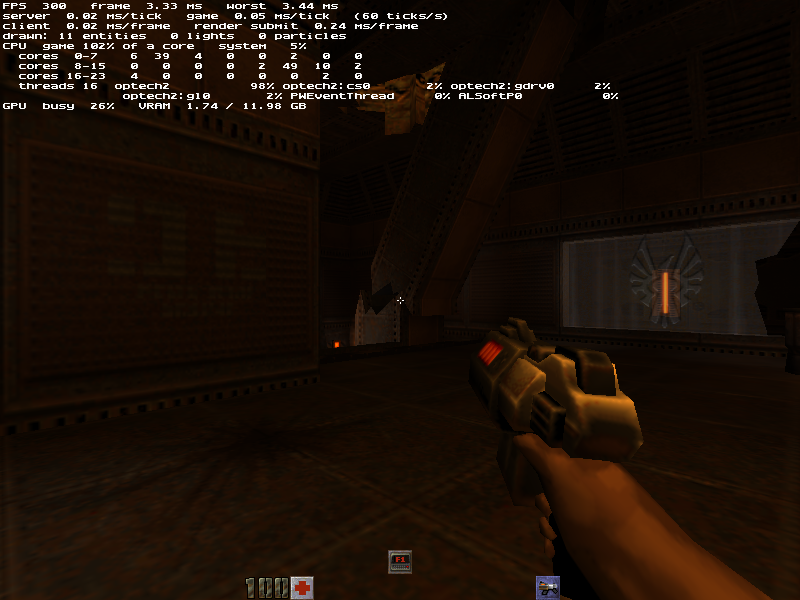 FPS 300 frame 3.33 ms worst 3.44 ms
server 0.02 ms/tick game 0.05 ms/tick (60 ticks/s)
client 0.02 ms/frame render submit 0.24 ms/frame
drawn: 11 entities 0 lights 0 particles
CPU game 102% of a core system 5%
cores 0-7 6 39 4 0 0 2 0 0
cores 8-15 0 0 0 0 2 49 10 2
cores 16-23 4 0 0 0 0 0 2 0
threads 16 optech2 98% optech2:cs0 2% optech2:gdrv0 2%
optech2:gl0 2% PWEventThread 0% ALSoftP0 0%
GPU busy 26% VRAM 1.74 / 11.98 GB
F1
100